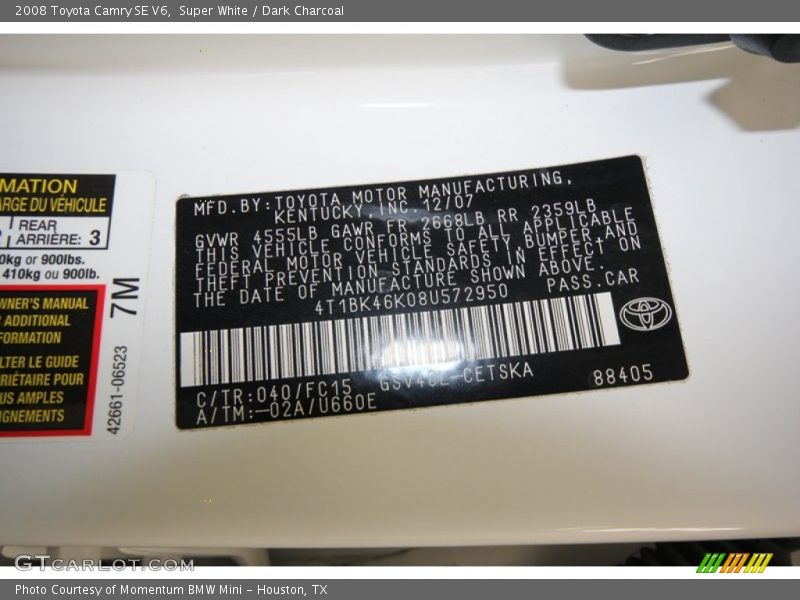 2008 Toyota Camry SE V6,  Super White / Dark Charcoal
MATION
ARGE DU VÉHICULE
REAR
ARRIÈRE: 3
0kg or 900lbs.
410kg ou 900lb.
WNER'S MANUAL
ADDITIONAL
FORMATION
LTER LE GUIDE
RIÉTAIRE POUR
US AMPLES
IGNEMENTS
42661-06523
7M
MFD.BY:TOYOTA MOTOR MANUFACTURING,
KENTUCKY,INC 12/07
GVWR 4555LB GAWR FR 2668LB RR 2359LB
THIS VEHICLE CONFORMS TO ALL APPLICABLE
FEDERAL MOTOR VEHICLE SAFETY,BUMPER,AND
THEFT PREVENTION STANDARDS IN EFFECT ON
THE DATE OF MANUFACTURE SHOWN ABOVE.
4T1BK46K08U572950 PASS.CAR
C/TR:040/FC15 CETSKA
A/TM:-02A/U660E 88405
TOYOTA
GTCARLOT.COM
Photo Courtesy of Momentum BMW Mini - Houston, TX